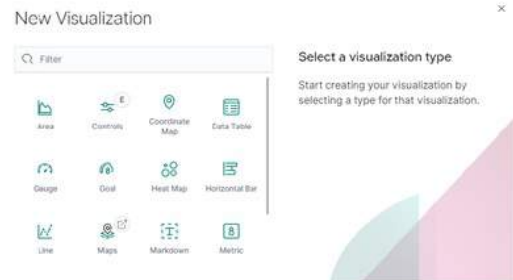 New Visualization
Filter
Select a visualization type
Start creating your visualization by
selecting a type for that visualization.
Area
Controls
E
Coordinate
Map
Data Table
Gauge
Goal
Heat Map
Horizontal Bar
Line
Maps
Markdown
Metric